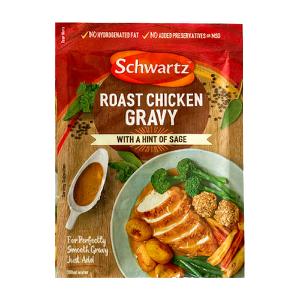 ✓NO HYDROGENATED FAT ✓NO ADDED PRESERVATIVES OR MSG
Schwartz
ROAST CHICKEN
GRAVY
WITH A HINT OF SAGE
For Perfectly
Smooth Gravy
Just Add